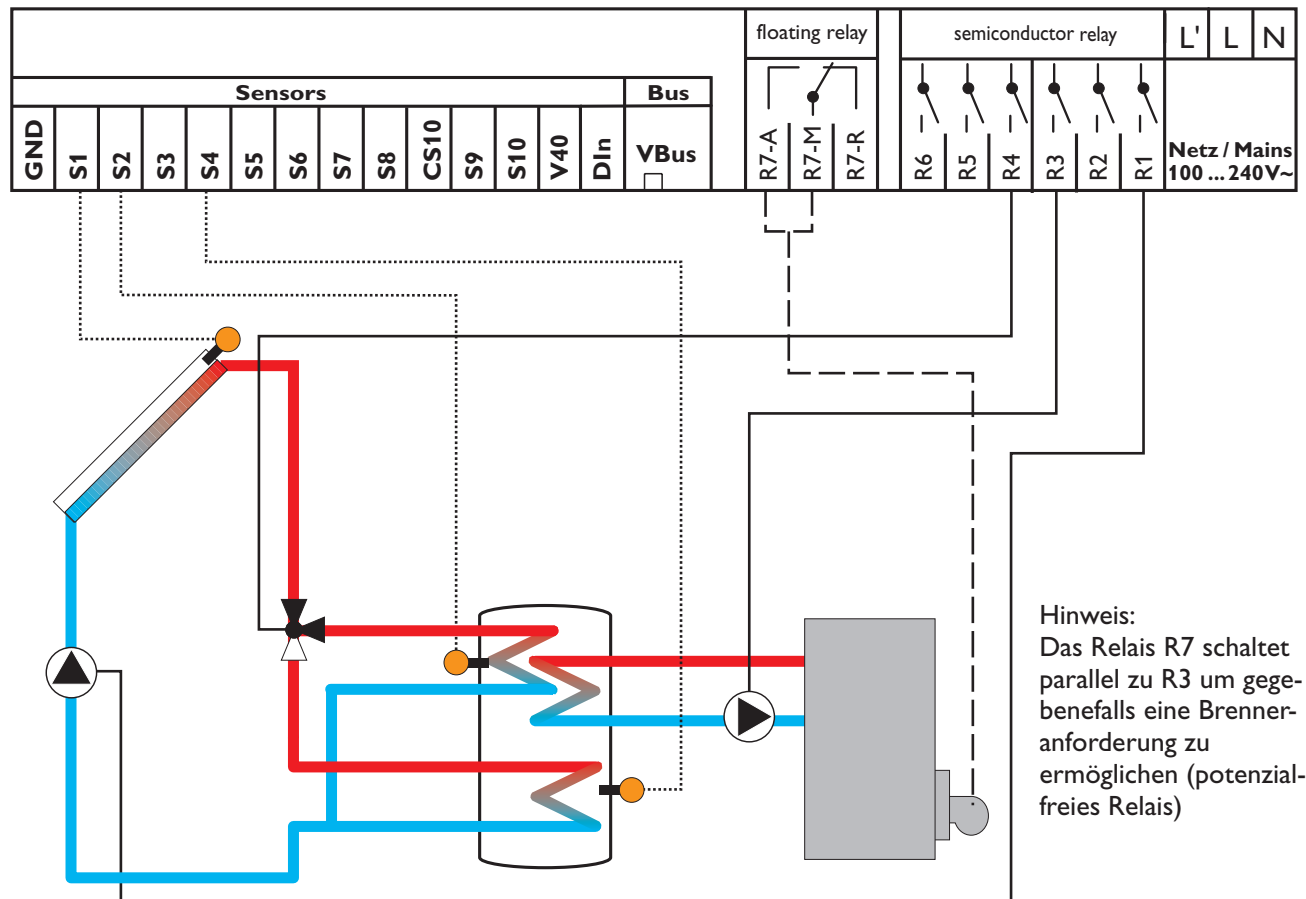 floating relay
semiconductor relay
L' L N
Sensors
Bus
GND
S1
S2
S3
S4
S5
S6
S7
S8
CS10
S9
S10
V40
DIn
VBus
R7-A
R7-M
R7-R
R6
R5
R4
R3
R2
R1
Netz / Mains
100 ... 240V~
Hinweis:
Das Relais R7 schaltet
parallel zu R3 um gege-
benefalls eine Brenner-
anforderung zu
ermöglichen (potenzial-
freies Relais)